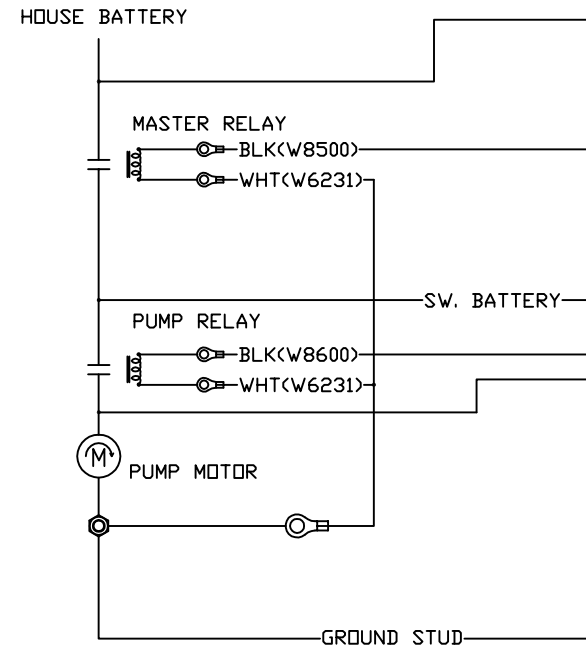 HOUSE BATTERY
MASTER RELAY
BLK(W8500)
WHT(W6231)
SW. BATTERY
PUMP RELAY
BLK(W8600)
WHT(W6231)
M
PUMP MOTOR
GROUND STUD